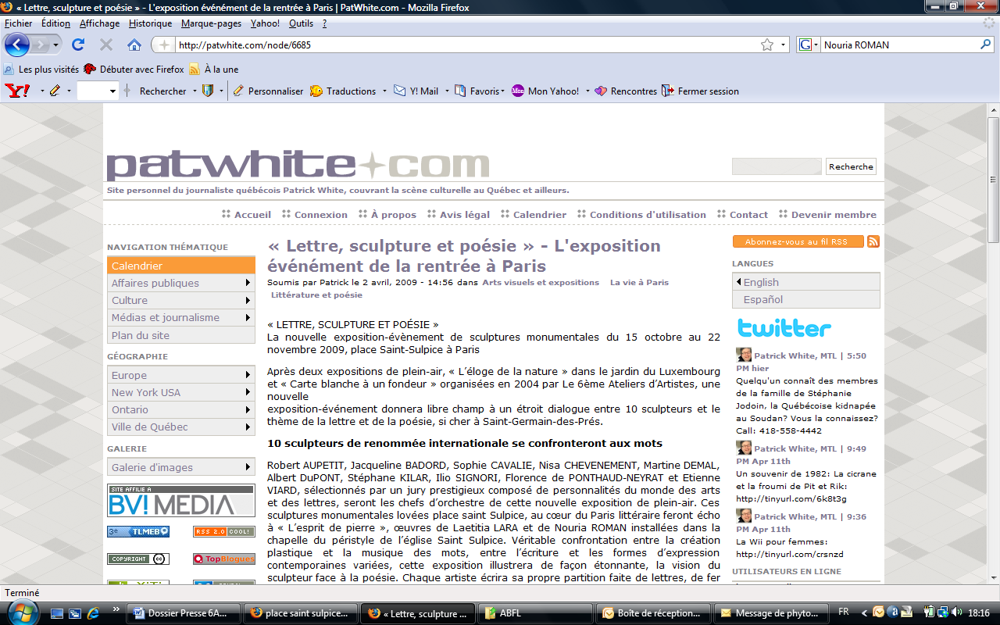 « Lettre, sculpture et poésie » - L'exposition événément de la rentrée à Paris | PatWhite.com - Mozilla Firefox
Fichier Édition Affichage Historique Marque-pages Yahoo! Outils ?
http://patwhite.com/node/6685
Nouria ROMAN
Les plus visités Débuter avec Firefox À la une
Y! Rechercher Personnaliser Traductions Y! Mail Favoris Mon Yahoo! Rencontres Fermer session
patwhite com
Recherche
Site personnel du journaliste québécois Patrick White, couvrant la scène culturelle au Québec et ailleurs.
Accueil Connexion À propos Avis légal Calendrier Conditions d'utilisation Contact Devenir membre
NAVIGATION THÉMATIQUE
Calendrier
Affaires publiques
Culture
Médias et journalisme
Plan du site
GÉOGRAPHIE
Europe
New York USA
Ontario
Ville de Québec
GALERIE
Galerie d'images
SITE AFFILIE A
BV! MEDIA
3e TLMEB
RSS 2.0 COOL!
COPYRIGHT cc
TopBlogues
« Lettre, sculpture et poésie » - L'exposition
événément de la rentrée à Paris
Soumis par Patrick le 2 avril, 2009 - 14:56 dans Arts visuels et expositions La vie à Paris
Littérature et poésie
« LETTRE, SCULPTURE ET POÉSIE »
La nouvelle exposition-évènement de sculptures monumentales du 15 octobre au 22
novembre 2009, place Saint-Sulpice à Paris
Après deux expositions de plein-air, « L’éloge de la nature » dans le jardin du Luxembourg
et « Carte blanche à un fondeur » organisées en 2004 par Le 6ème Ateliers d’Artistes, une
nouvelle
exposition-événement donnera libre champ à un étroit dialogue entre 10 sculpteurs et le
thème de la lettre et de la poésie, si cher à Saint-Germain-des-Prés.
10 sculpteurs de renommée internationale se confronteront aux mots
Robert AUPETIT, Jacqueline BADORD, Sophie CAVALIE, Nisa CHEVENEMENT, Martine DEMAL,
Albert DuPONT, Stéphane KILAR, Ilio SIGNORI, Florence de PONTHAUD-NEYRAT et Etienne
VIARD, sélectionnés par un jury prestigieux composé de personnalités du monde des arts
et des lettres, seront les chefs d’orchestre de cette nouvelle exposition de plein-air. Ces
sculptures monumentales lovées place saint Sulpice, au cœur du Paris littéraire feront écho
à « L’esprit de pierre », œuvres de Laetitia LARA et de Nouria ROMAN installées dans la
chapelle du péristyle de l’église Saint Sulpice. Véritable confrontation entre la création
plastique et la musique des mots, entre l’écriture et les formes d’expression
contemporaines variées, cette exposition illustrera de façon étonnante, la vision du
sculpteur face à la poésie. Chaque artiste écrira sa propre partition faite de lettres, de fer
Abonnez-vous au fil RSS
LANGUES
English
Español
twitter
Patrick White, MTL | 5:50
PM hier
Quelqu'un connaît des membres
de la famille de Stéphanie
Jodoin, la Québécoise kidnapée
au Soudan? Vous la connaissez?
Call: 418-558-4442
Patrick White, MTL | 9:49
PM Apr 11th
Un souvenir de 1982: La cicrane
et la froumi de Pit et Rik:
http://tinyurl.com/6k8t3g
Patrick White, MTL | 9:36
PM Apr 11th
La Wii pour femmes:
http://tinyurl.com/crsnzd
UTILISATEURS EN LIGNE
Terminé
Dossier Presse 6A... place saint sulpice... « Lettre, sculpture ... ABFL Boîte de réception... Message de phyto... FR 18:16